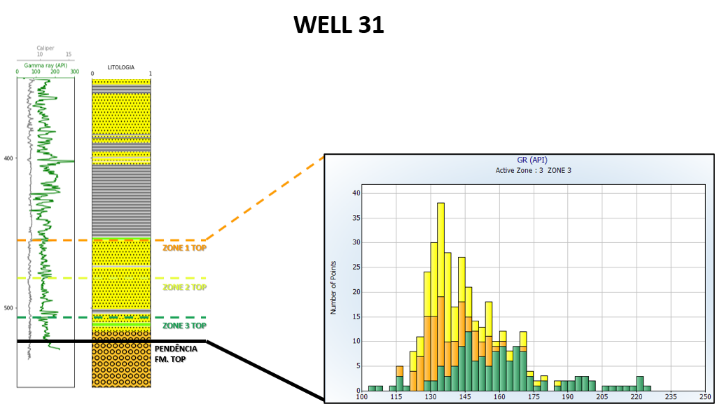 WELL 31
Caliper
10 15
Gamma ray (API)
0 100 200 300
LITOLOGIA
0 1
400
500
ZONE 1 TOP
ZONE 2 TOP
ZONE 3 TOP
PENDÊNCIA
FM. TOP
GR (API)
Active Zone : 3 ZONE 3
Number of Points
40
35
30
25
20
15
10
5
0
100 115 130 145 160 175 190 205 220 235 250